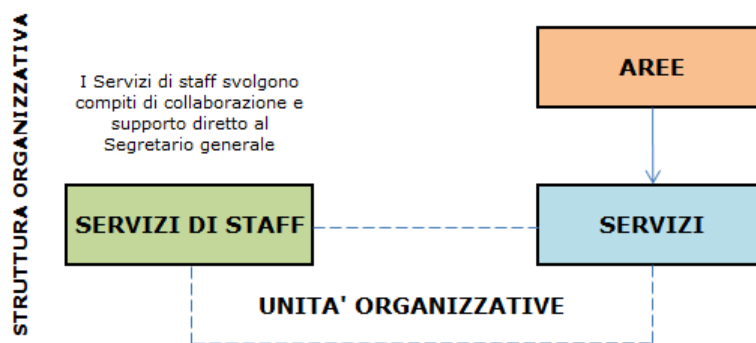 STRUTTURA ORGANIZZATIVA
AREE
I Servizi di staff svolgono
compiti di collaborazione e
supporto diretto al
Segretario generale
SERVIZI DI STAFF
SERVIZI
UNITA' ORGANIZZATIVE